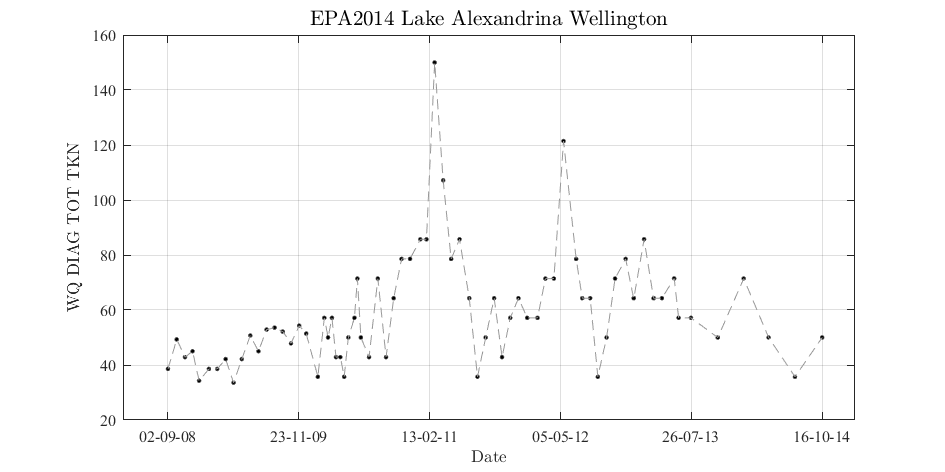 EPA2014 Lake Alexandrina Wellington
WQ DIAG TOT TKN
160
140
120
100
80
60
40
20
02-09-08 23-11-09 13-02-11 05-05-12 26-07-13 16-10-14
Date